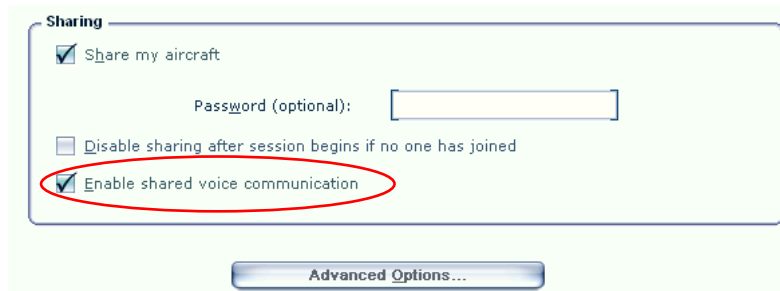 Sharing
Share my aircraft
Password (optional):
Disable sharing after session begins if no one has joined
Enable shared voice communication
Advanced Options...